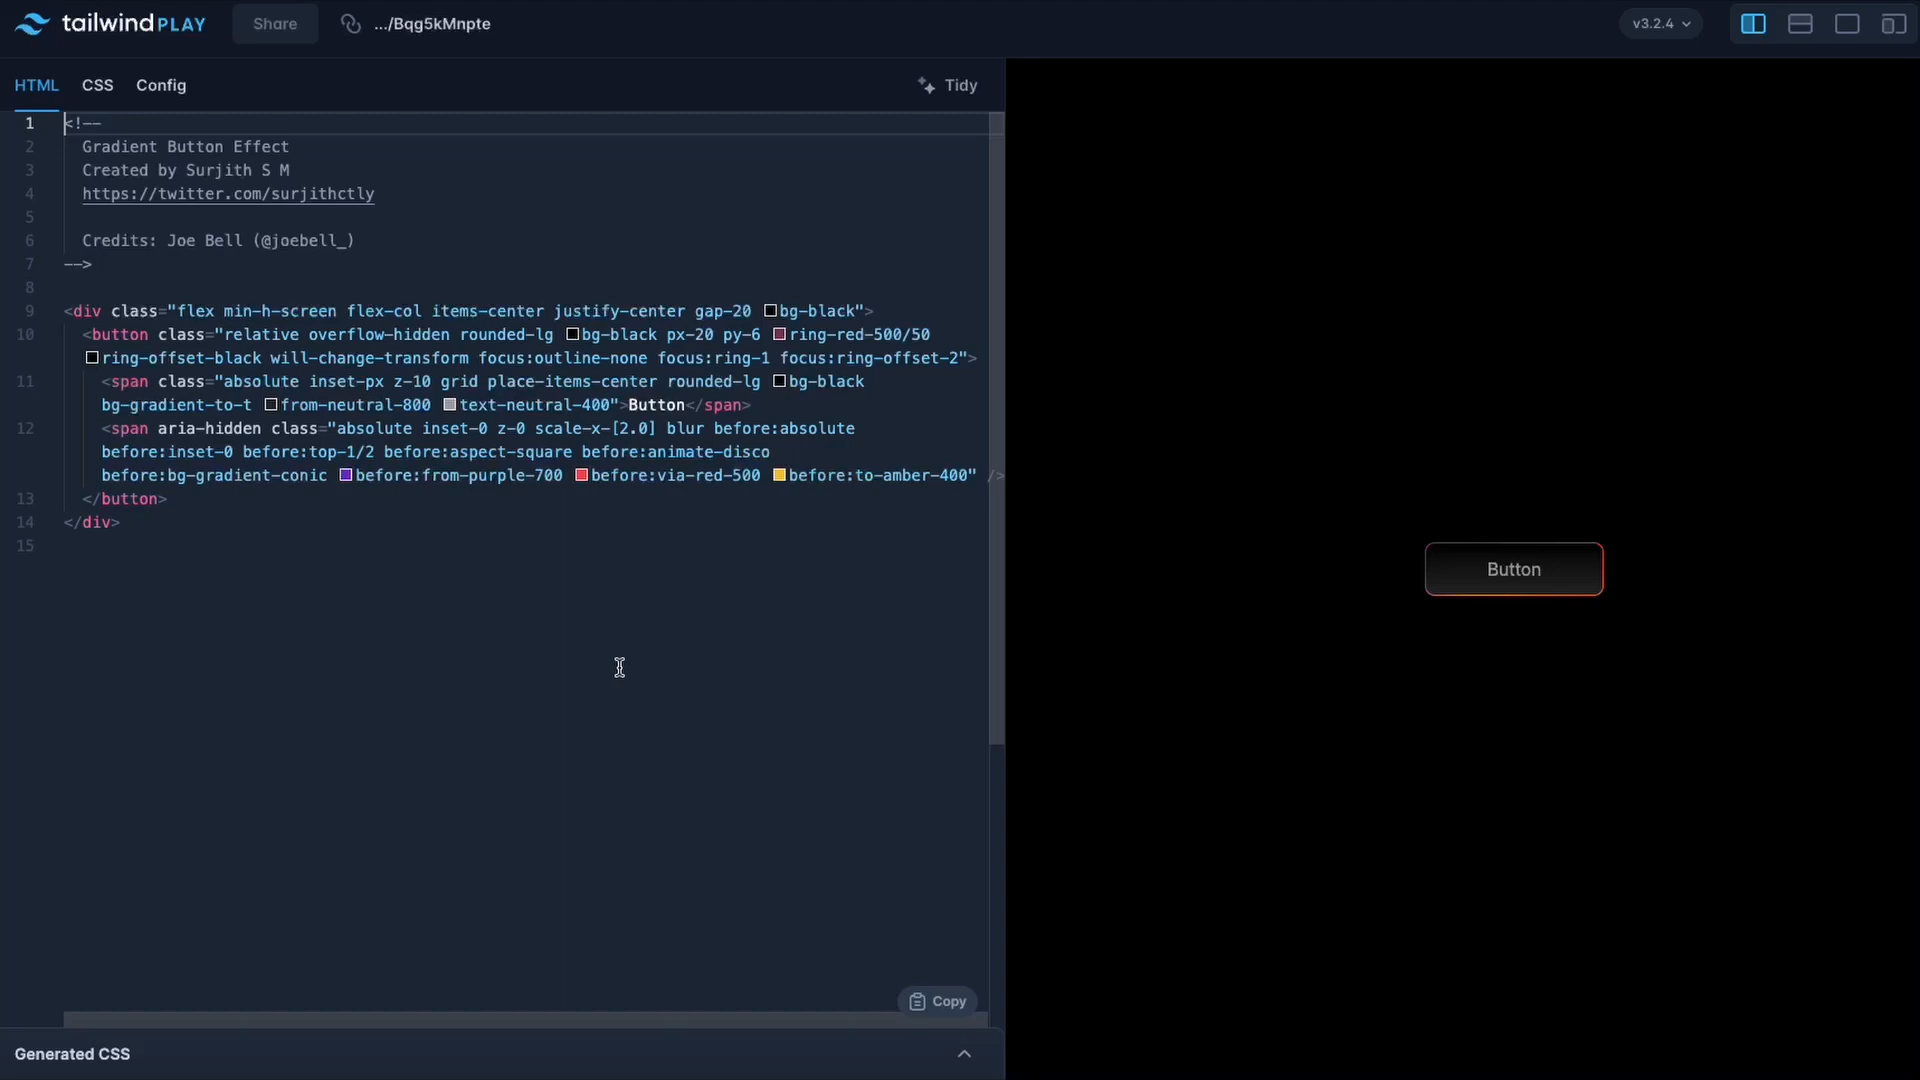 tailwind PLAY Share .../Bqg5kMnpte v3.2.4
HTML CSS Config Tidy
1 <!--
2 Gradient Button Effect
3 Created by Surjith S M
4 https://twitter.com/surjithctly
5
6 Credits: Joe Bell (@joebell_)
7 -->
8
9 <div class="flex min-h-screen flex-col items-center justify-center gap-20 bg-black">
10 <button class="relative overflow-hidden rounded-lg bg-black px-20 py-6 ring-red-500/50
ring-offset-black will-change-transform focus:outline-none focus:ring-1 focus:ring-offset-2">
11 <span class="absolute inset-px z-10 grid place-items-center rounded-lg bg-black
bg-gradient-to-t from-neutral-800 text-neutral-400">Button</span>
12 <span aria-hidden class="absolute inset-0 z-0 scale-x-[2.0] blur before:absolute
before:inset-0 before:top-1/2 before:aspect-square before:animate-disco
before:bg-gradient-conic before:from-purple-700 before:via-red-500 before:to-amber-400" />
13 </button>
14 </div>
15
Button
Copy
Generated CSS